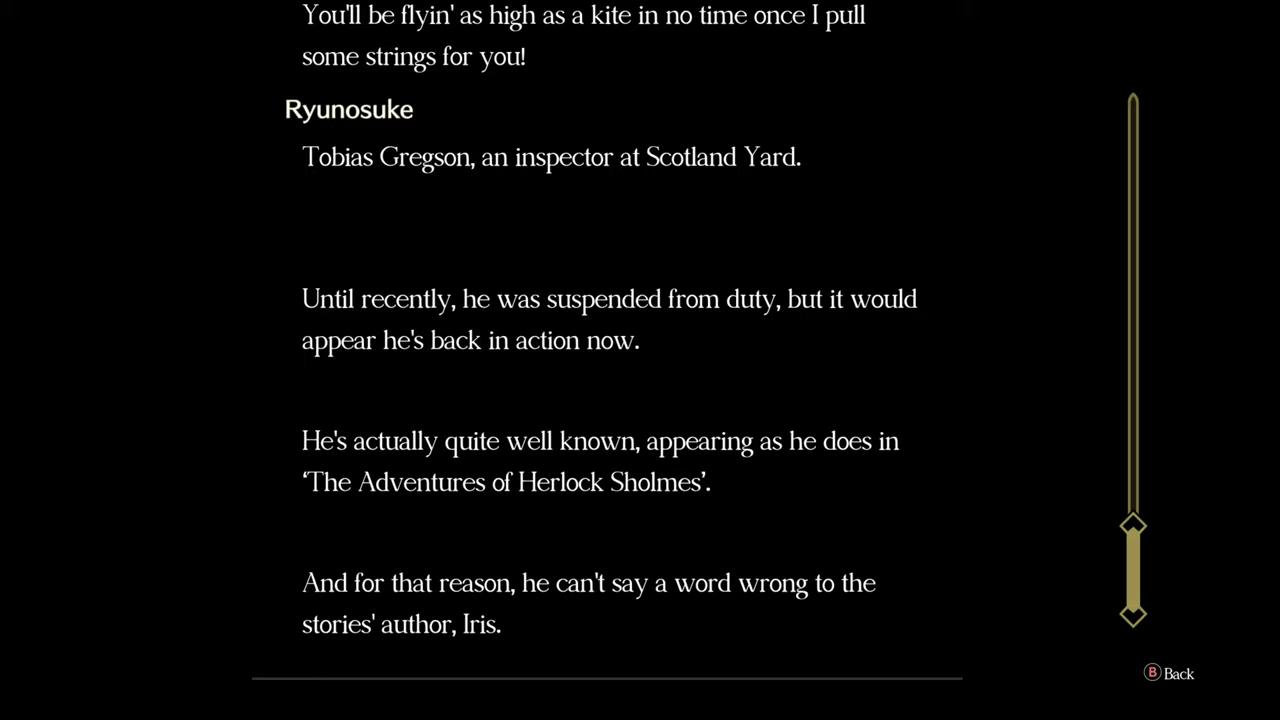 You'll be flyin' as high as a kite in no time once I pull
some strings for you!
Ryunosuke
Tobias Gregson, an inspector at Scotland Yard.
Until recently, he was suspended from duty, but it would
appear he's back in action now.
He's actually quite well known, appearing as he does in
‘The Adventures of Herlock Sholmes’.
And for that reason, he can't say a word wrong to the
stories' author, Iris.
B Back